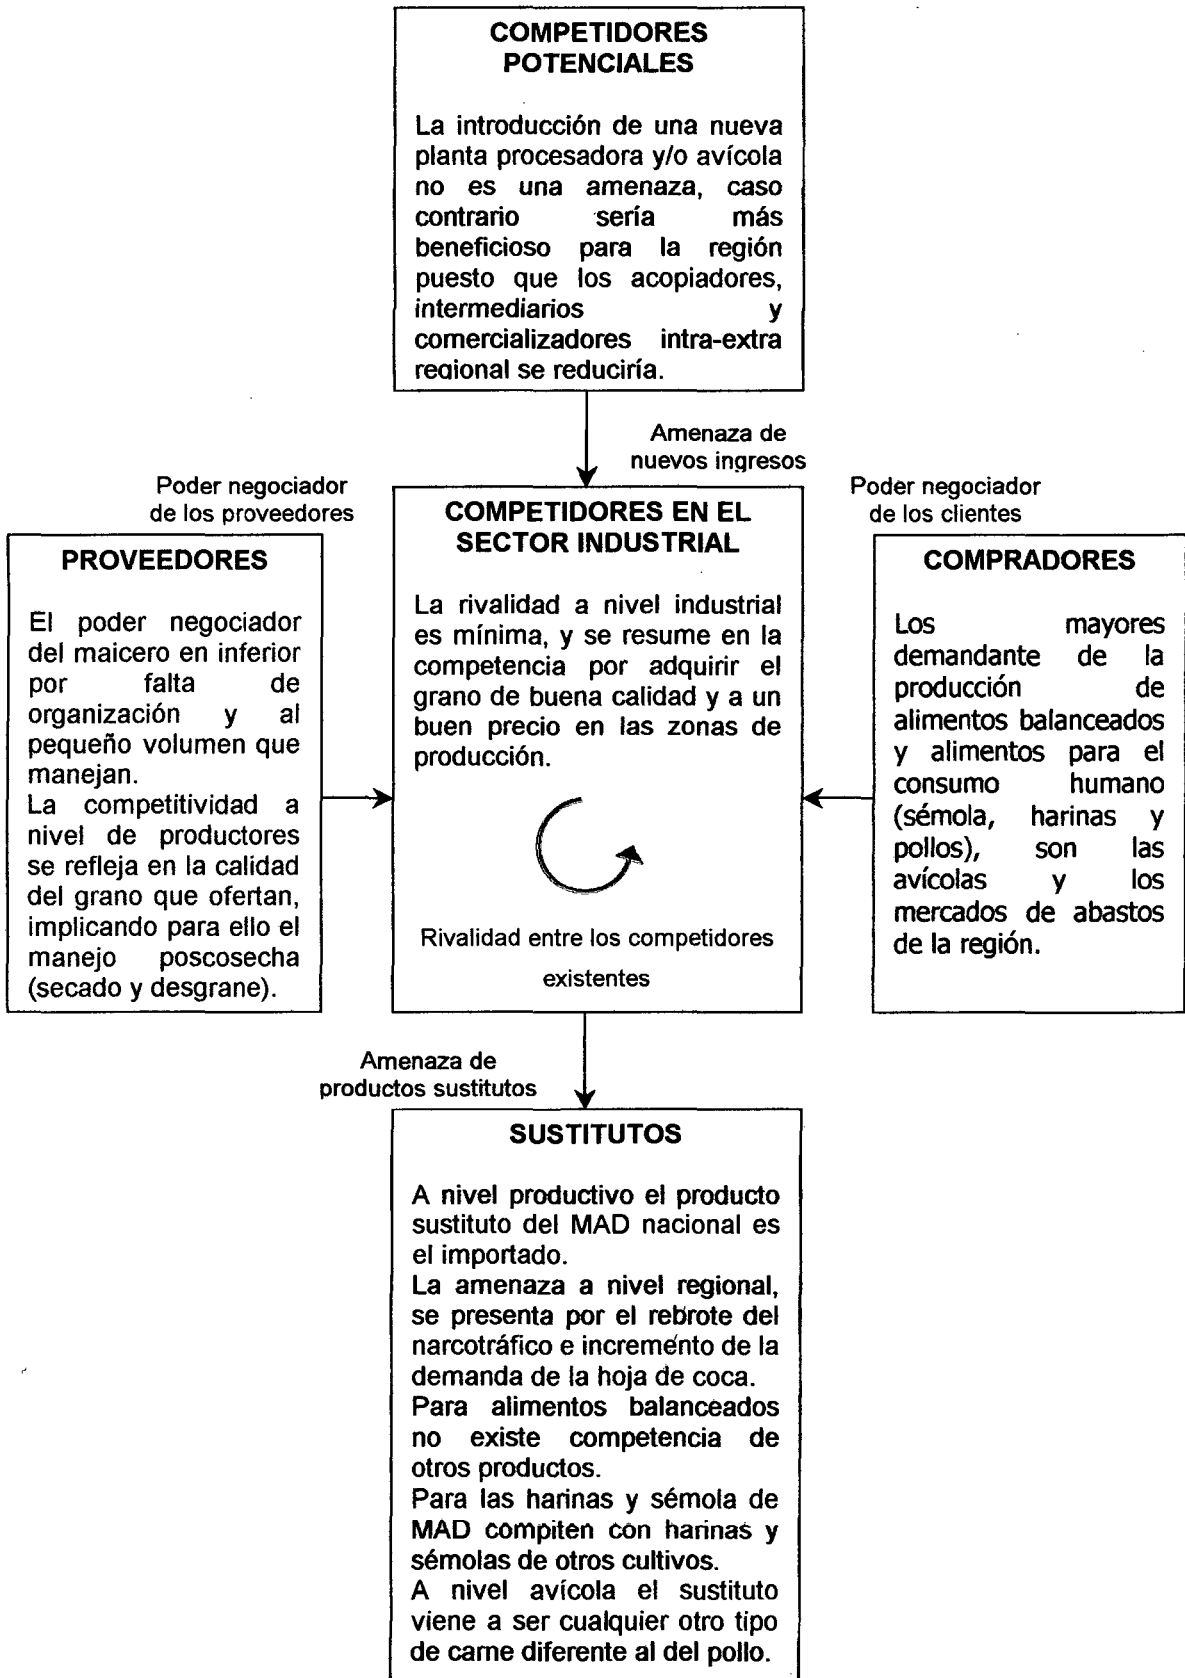 COMPETIDORES
POTENCIALES
La introducción de una nueva
planta procesadora y/o avícola
no es una amenaza, caso
contrario sería más
beneficioso para la región
puesto que los acopiadores,
intermediarios y
comercializadores intra-extra
regional se reduciría.
Amenaza de
nuevos ingresos
Poder negociador
de los proveedores
PROVEEDORES
El poder negociador
del maicero en inferior
por falta de
organización y al
pequeño volumen que
manejan.
La competitividad a
nivel de productores
se refleja en la calidad
del grano que ofertan,
implicando para ello el
manejo poscosecha
(secado y desgrane).
COMPETIDORES EN EL
SECTOR INDUSTRIAL
La rivalidad a nivel industrial
es mínima, y se resume en la
competencia por adquirir el
grano de buena calidad y a un
buen precio en las zonas de
producción.
Rivalidad entre los competidores
existentes
Poder negociador
de los clientes
COMPRADORES
Los mayores
demandante de la
producción de
alimentos balanceados
y alimentos para el
consumo humano
(sémola, harinas y
pollos), son las
avícolas y los
mercados de abastos
de la región.
Amenaza de
productos sustitutos
SUSTITUTOS
A nivel productivo el producto
sustituto del MAD nacional es
el importado.
La amenaza a nivel regional,
se presenta por el rebrote del
narcotráfico e incremento de la
demanda de la hoja de coca.
Para alimentos balanceados
no existe competencia de
otros productos.
Para las harinas y sémola de
MAD compiten con harinas y
sémolas de otros cultivos.
A nivel avícola el sustituto
viene a ser cualquier otro tipo
de carne diferente al del pollo.